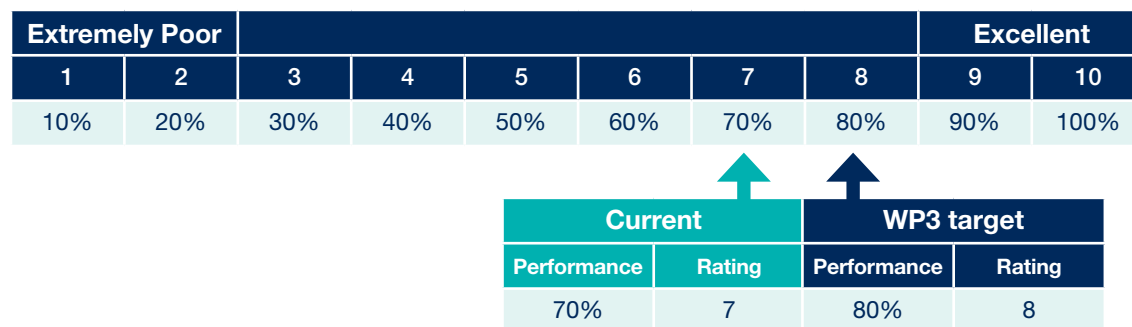 Extremely Poor Excellent
1 2 3 4 5 6 7 8 9 10
10% 20% 30% 40% 50% 60% 70% 80% 90% 100%
Current WP3 target
Performance Rating Performance Rating
70% 7 80% 8